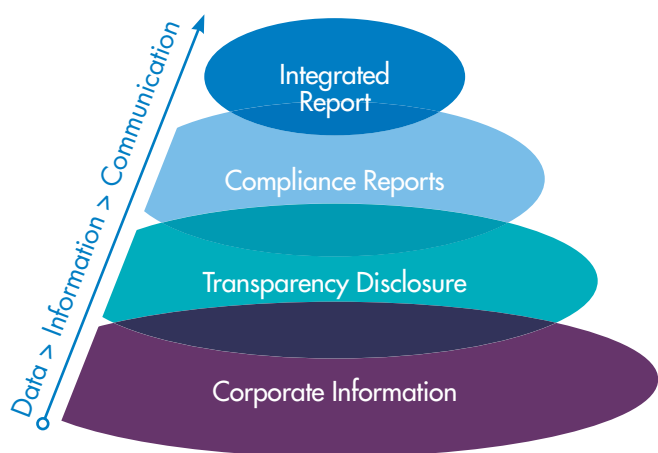 Integrated
Report
Compliance Reports
Transparency Disclosure
Corporate Information
Data > Information > Communication